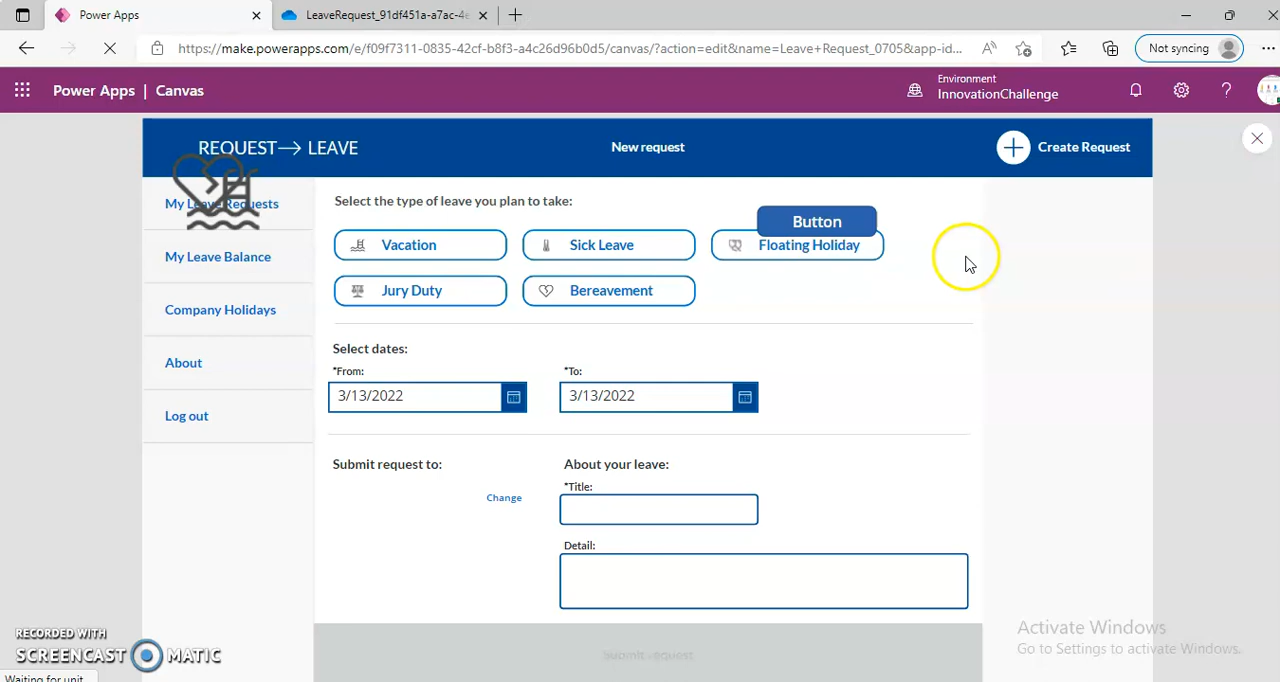 Power Apps
LeaveRequest_91df451a-a7ac-4e
https://make.powerapps.com/e/f09f7311-0835-42cf-b8f3-a4c26d96b0d5/canvas/?action=edit&name=Leave+Request_0705&app-id...
Not syncing
Power Apps | Canvas
Environment
InnovationChallenge
REQUEST→ LEAVE
New request
Create Request
My Leave Requests
My Leave Balance
Company Holidays
About
Log out
Select the type of leave you plan to take:
Button
Vacation
Sick Leave
Floating Holiday
Jury Duty
Bereavement
Select dates:
*From:
*To:
3/13/2022
3/13/2022
Submit request to:
Change
About your leave:
*Title:
Detail:
Submit request
Activate Windows
Go to Settings to activate Windows.
RECORDED WITH
SCREENCAST MATIC
Waiting for unit